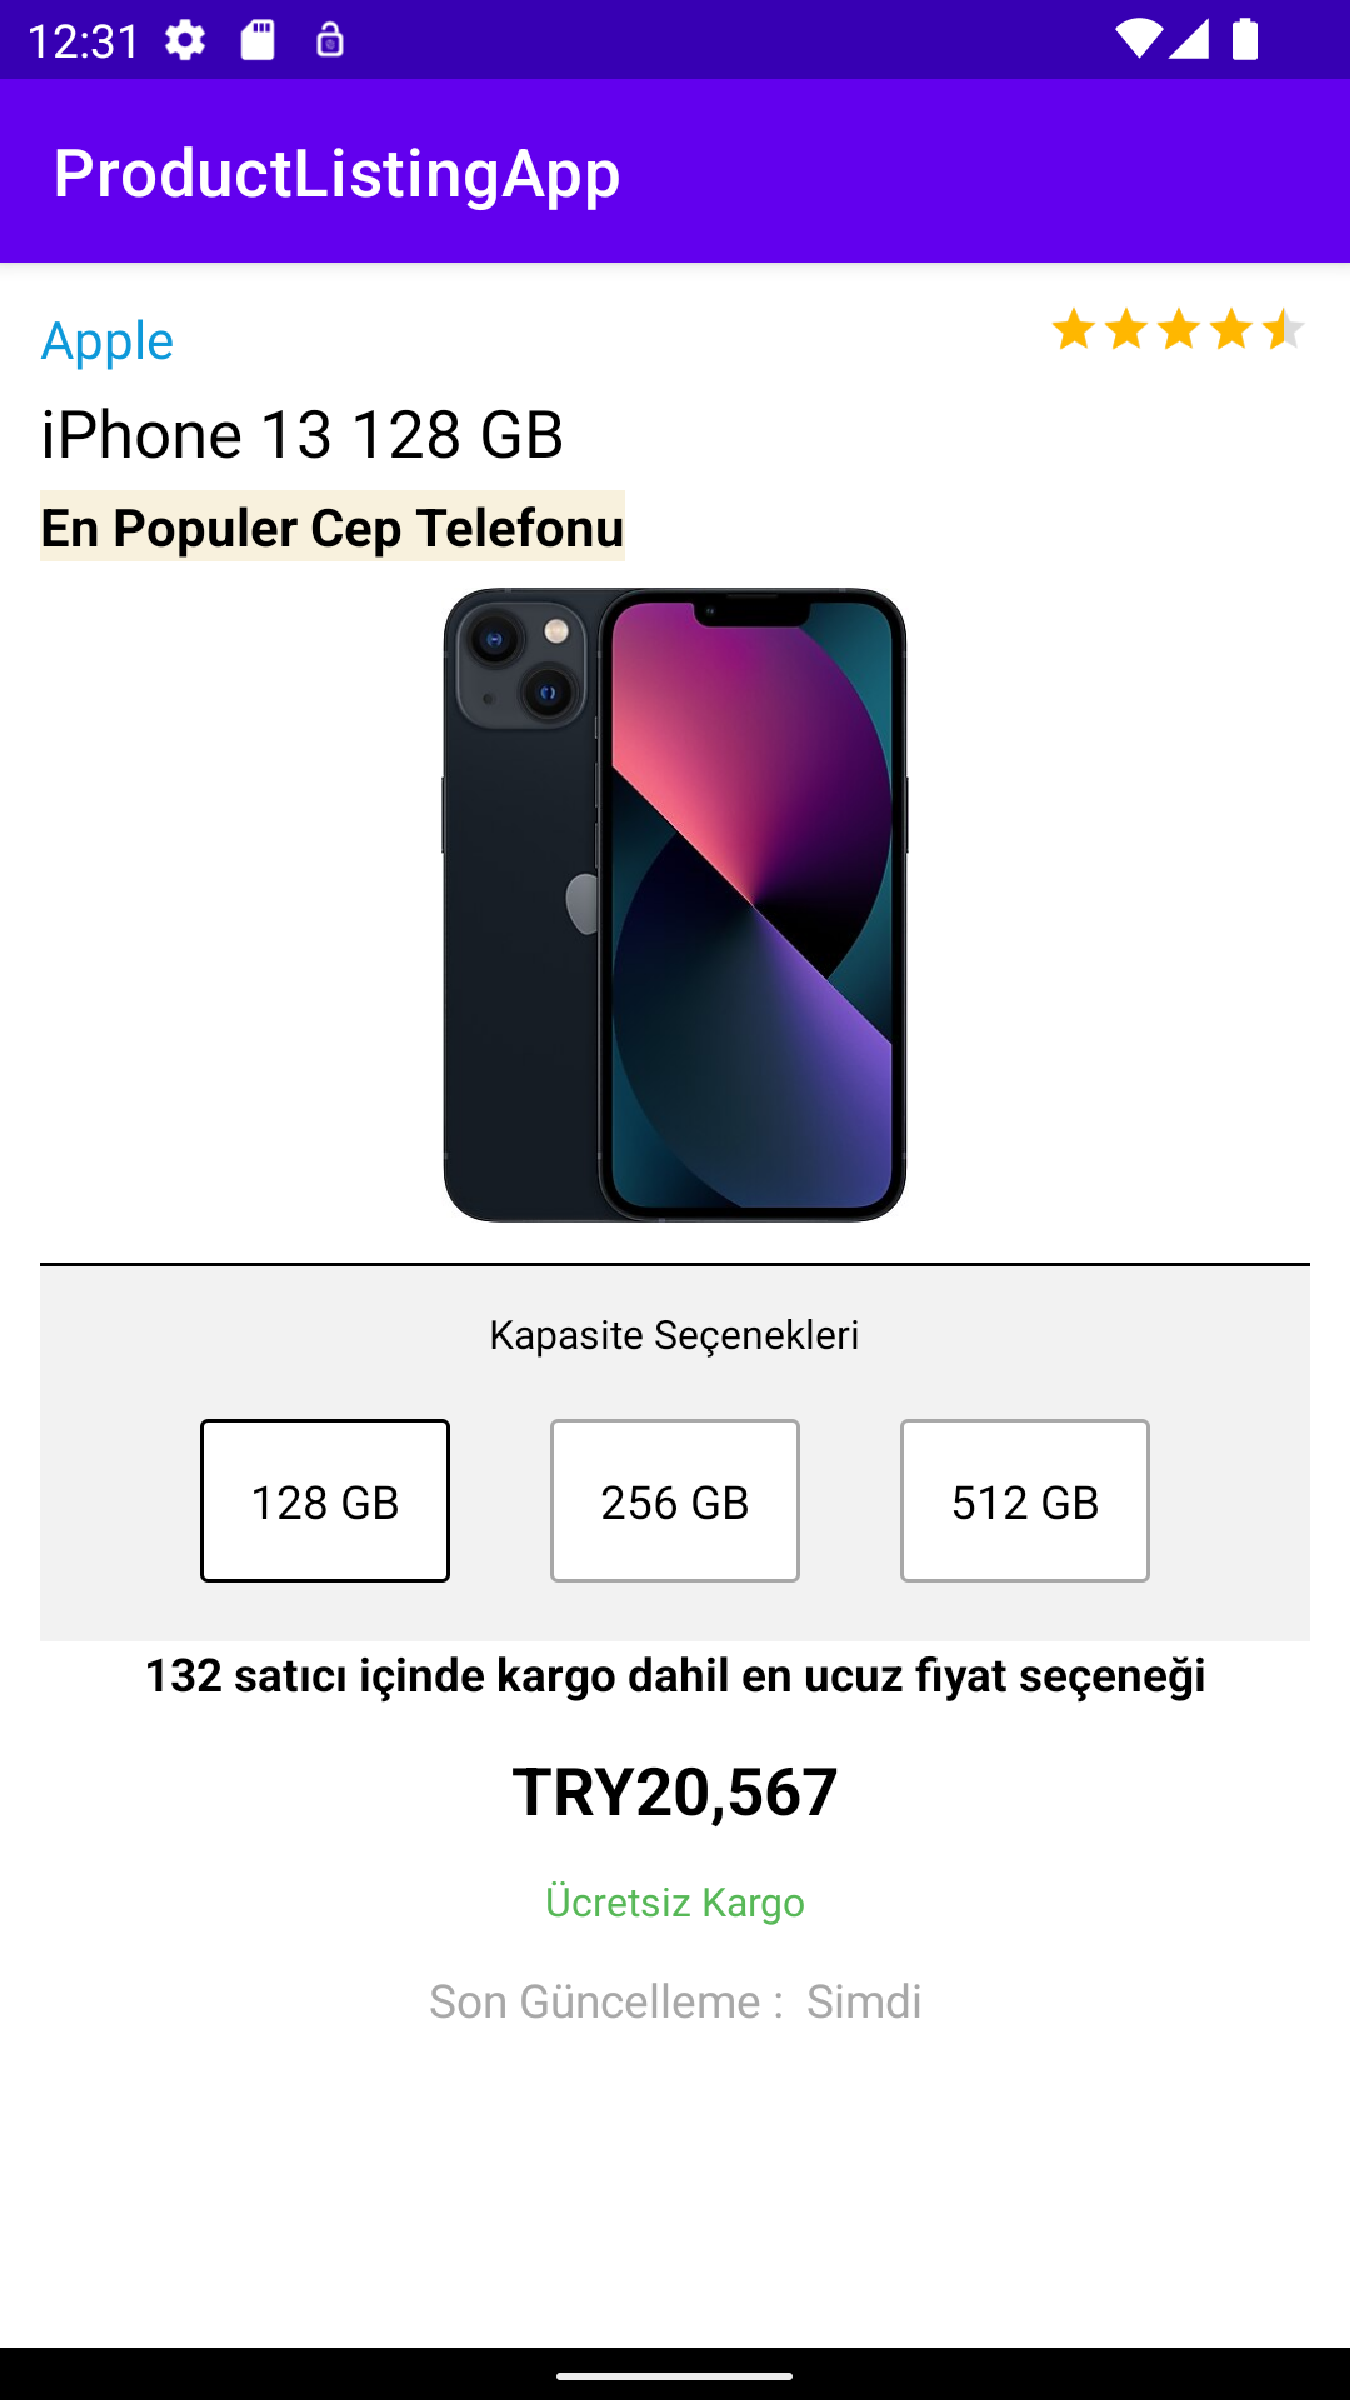 12:31
ProductListingApp
Apple
iPhone 13 128 GB
En Populer Cep Telefonu
Kapasite Seçenekleri
128 GB
256 GB
512 GB
132 satıcı içinde kargo dahil en ucuz fiyat seçeneği
TRY20,567
Ücretsiz Kargo
Son Güncelleme : Simdi